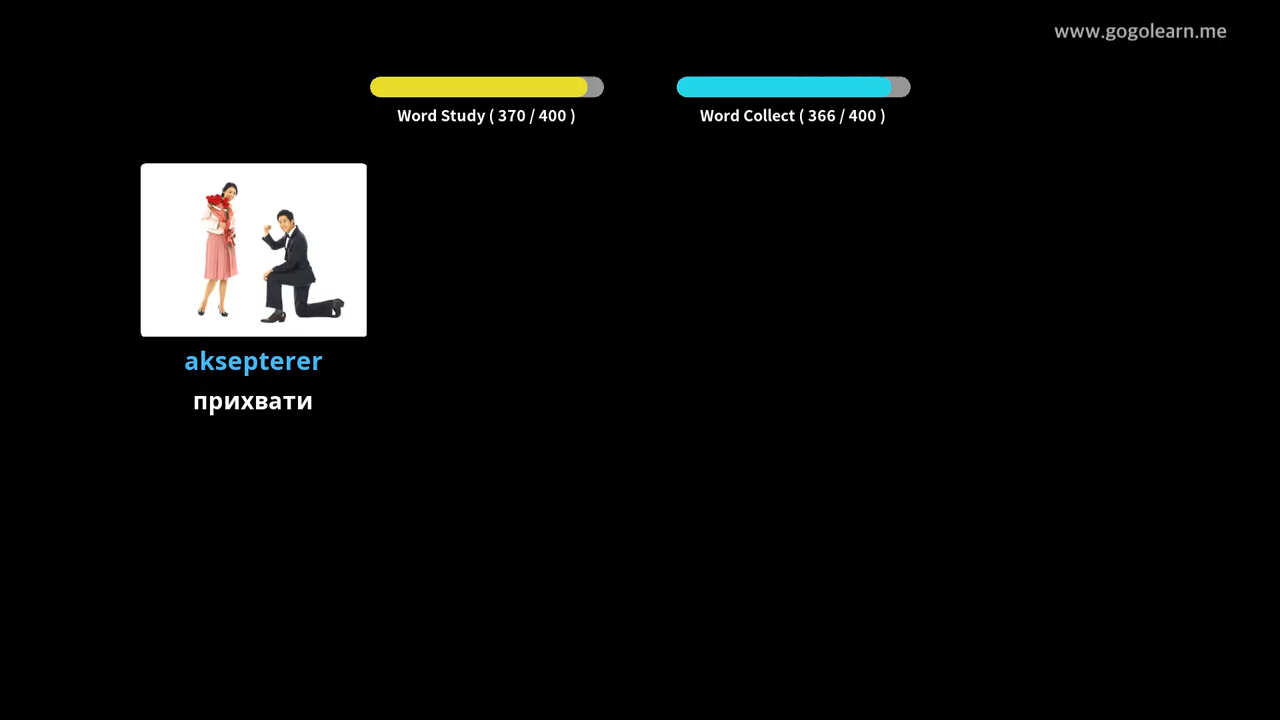 www.gogolearn.me
Word Study ( 370 / 400 )
Word Collect ( 366 / 400 )
aksepterer
прихвати